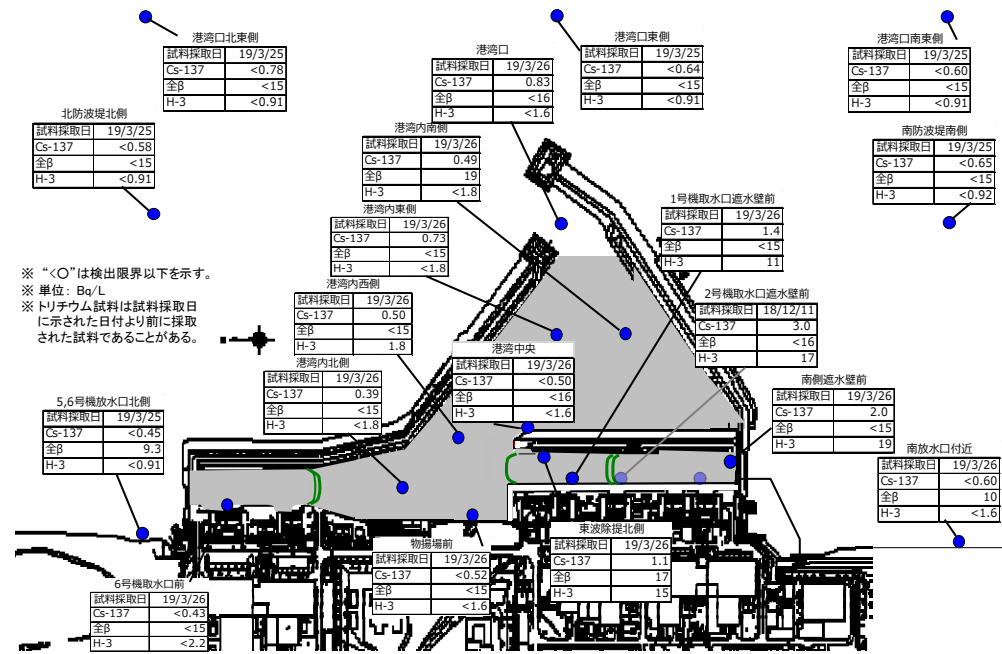 港湾口北東側
試料採取日 19/3/25
Cs-137 <0.78
全β <15
H-3 <0.91
港湾口
試料採取日 19/3/26
Cs-137 0.83
全β <16
H-3 <1.6
港湾口東側
試料採取日 19/3/25
Cs-137 <0.64
全β <15
H-3 <0.91
港湾口南東側
試料採取日 19/3/25
Cs-137 <0.60
全β <15
H-3 <0.91
北防波堤北側
試料採取日 19/3/25
Cs-137 <0.58
全β <15
H-3 <0.91
港湾内南側
試料採取日 19/3/26
Cs-137 0.49
全β 19
H-3 <1.8
南防波堤南側
試料採取日 19/3/25
Cs-137 <0.65
全β <15
H-3 <0.92
港湾内東側
試料採取日 19/3/26
Cs-137 0.73
全β <15
H-3 <1.8
1号機取水口遮水壁前
試料採取日 19/3/26
Cs-137 1.4
全β <15
H-3 11
※ “<○”は検出限界以下を示す。
※ 単位: Bq/L
※ トリチウム試料は試料採取日
に示された日付より前に採取
された試料であることがある。
港湾内西側
試料採取日 19/3/26
Cs-137 0.50
全β <15
H-3 1.8
2号機取水口遮水壁前
試料採取日 18/12/11
Cs-137 3.0
全β <16
H-3 17
港湾中央
試料採取日 19/3/26
Cs-137 <0.50
全β <16
H-3 <1.6
港湾内北側
試料採取日 19/3/26
Cs-137 0.39
全β <15
H-3 <1.8
南側遮水壁前
試料採取日 19/3/26
Cs-137 2.0
全β <15
H-3 19
5,6号機放水口北側
試料採取日 19/3/25
Cs-137 <0.45
全β 9.3
H-3 <0.91
南放水口付近
試料採取日 19/3/26
Cs-137 <0.60
全β 10
H-3 <1.6
物揚場前
試料採取日 19/3/26
Cs-137 <0.52
全β <15
H-3 <1.6
東波除堤北側
試料採取日 19/3/26
Cs-137 1.1
全β 17
H-3 15
6号機取水口前
試料採取日 19/3/26
Cs-137 <0.43
全β <15
H-3 <2.2